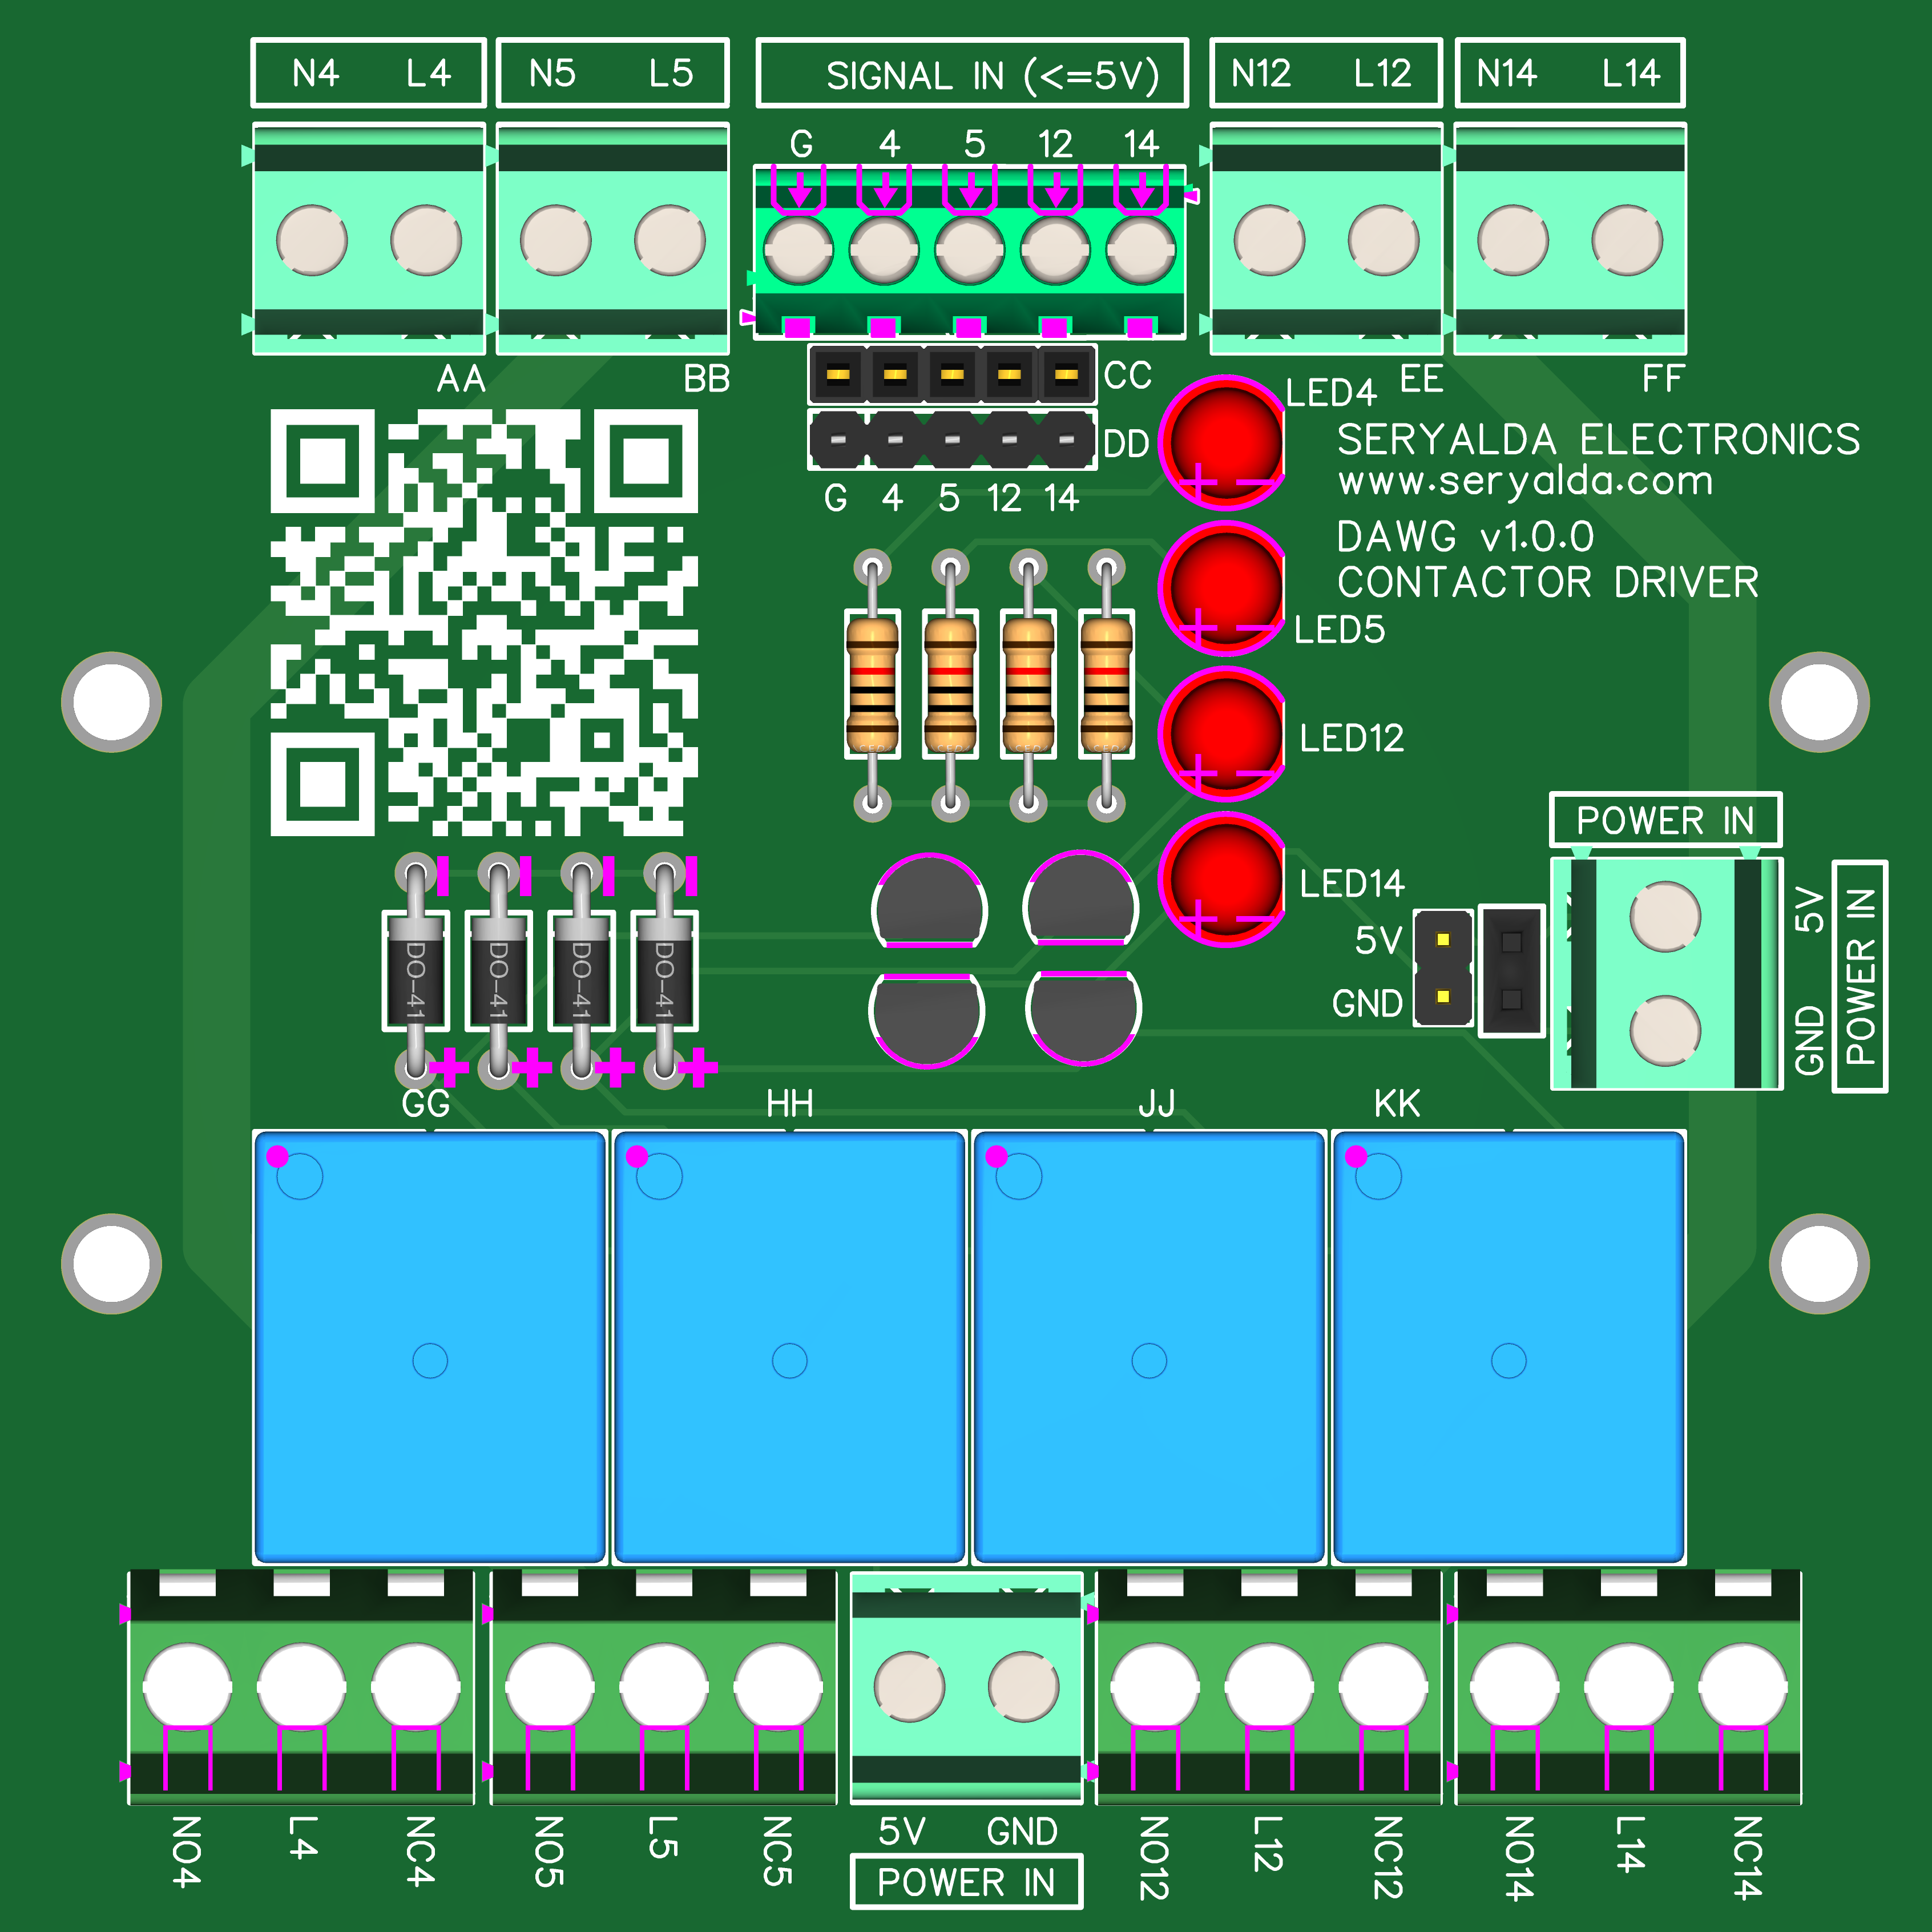 N4 L4
N5 L5
SIGNAL IN (<=5V)
N12 L12
N14 L14
G 4 5 12 14
AA
BB
CC
DD
G 4 5 12 14
EE
FF
LED4
SERYALDA ELECTRONICS
www.seryalda.com
DAWG v1.0.0
CONTACTOR DRIVER
LED5
LED12
LED14
POWER IN
5V
GND
5V
GND
POWER IN
DO-41
DO-41
DO-41
DO-41
GG
HH
JJ
KK
NO4
L4
NC4
NO5
L5
NC5
5V GND
POWER IN
NO12
L12
NC12
NO14
L14
NC14